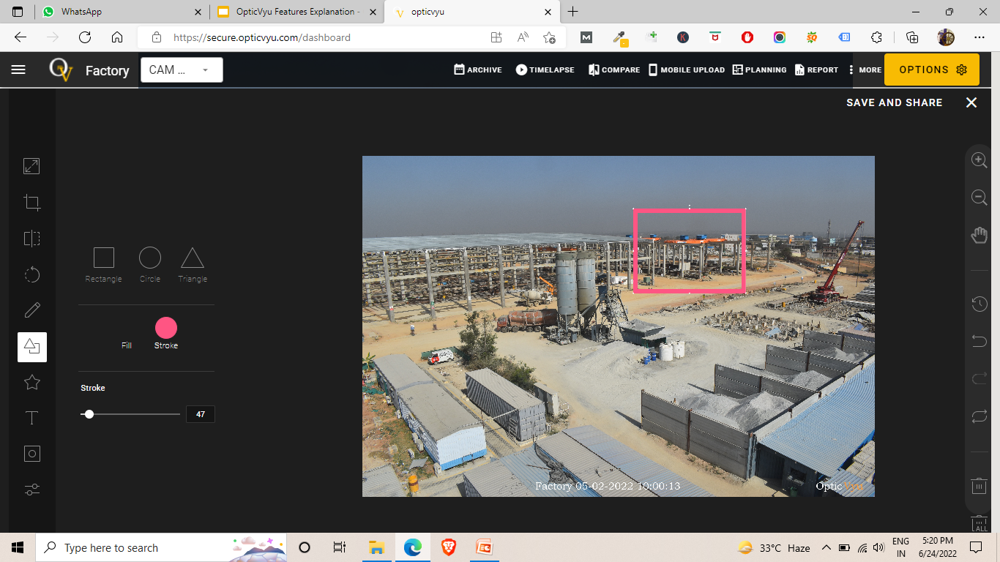 WhatsApp
OpticVyu Features Explanation -
opticvyu
https://secure.opticvyu.com/dashboard
Factory
CAM ...
ARCHIVE
TIMELAPSE
COMPARE
MOBILE UPLOAD
PLANNING
REPORT
MORE
OPTIONS
SAVE AND SHARE
Rectangle
Circle
Triangle
Fill
Stroke
Stroke
47
Factory 05-02-2022 10:00:13
OpticVyu
ALL
Type here to search
33°C Haze
ENG
IN
5:20 PM
6/24/2022